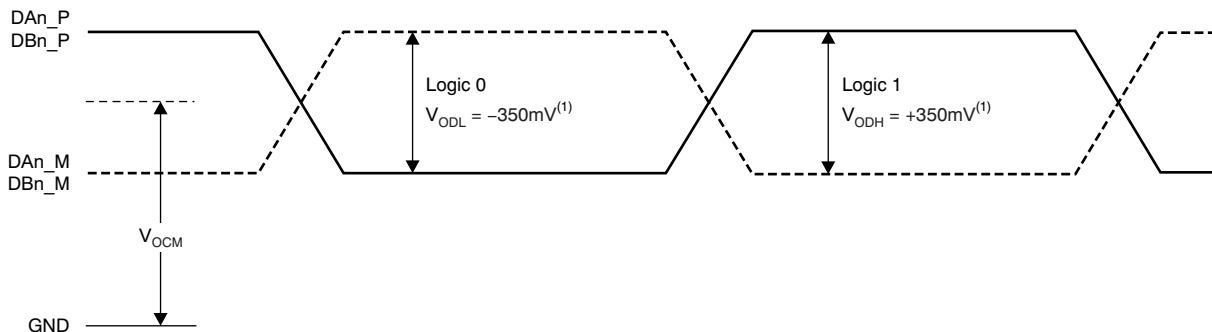 DAn_P
DBn_P
Logic 0
V_ODL = −350mV(1)
Logic 1
V_ODH = +350mV(1)
DAn_M
DBn_M
V_OCM
GND